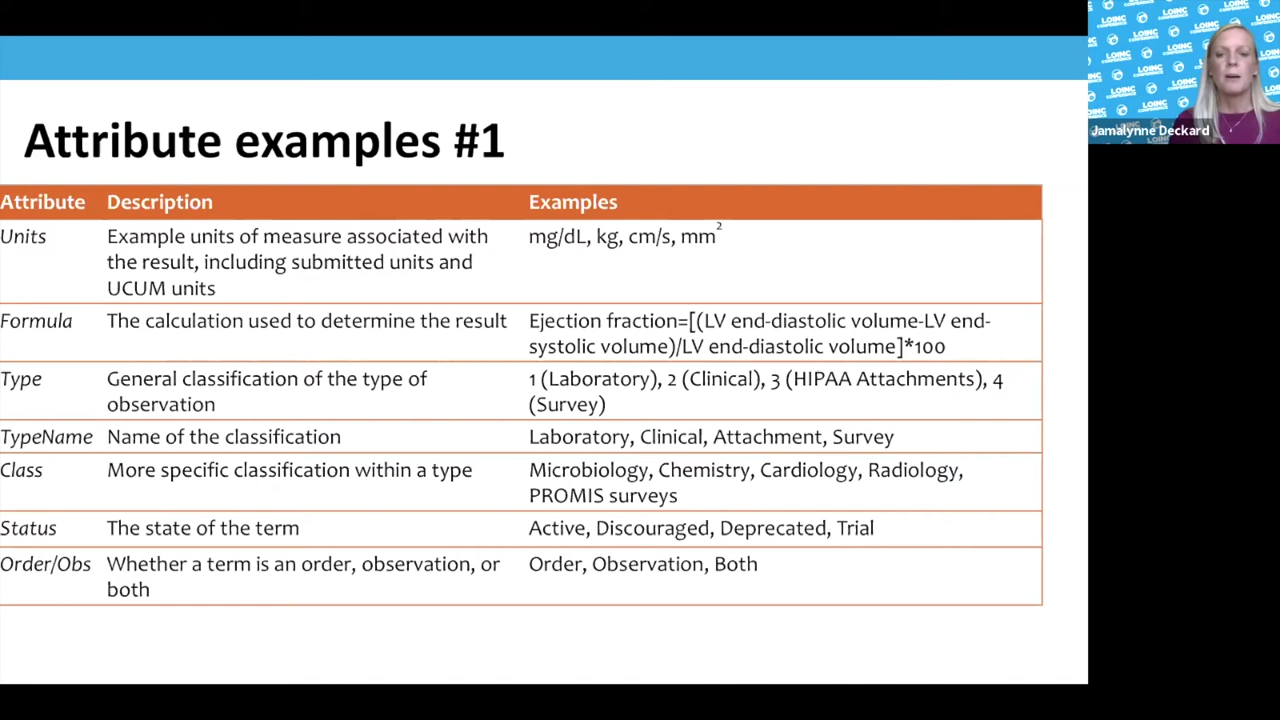 LOINC
CONFERENCE
Jamalynne Deckard
Attribute examples #1
Attribute Description Examples
Units Example units of measure associated with mg/dL, kg, cm/s, mm²
the result, including submitted units and
UCUM units
Formula The calculation used to determine the result Ejection fraction=[(LV end-diastolic volume-LV end-
systolic volume)/LV end-diastolic volume]*100
Type General classification of the type of 1 (Laboratory), 2 (Clinical), 3 (HIPAA Attachments), 4
observation (Survey)
TypeName Name of the classification Laboratory, Clinical, Attachment, Survey
Class More specific classification within a type Microbiology, Chemistry, Cardiology, Radiology,
PROMIS surveys
Status The state of the term Active, Discouraged, Deprecated, Trial
Order/Obs Whether a term is an order, observation, or Order, Observation, Both
both